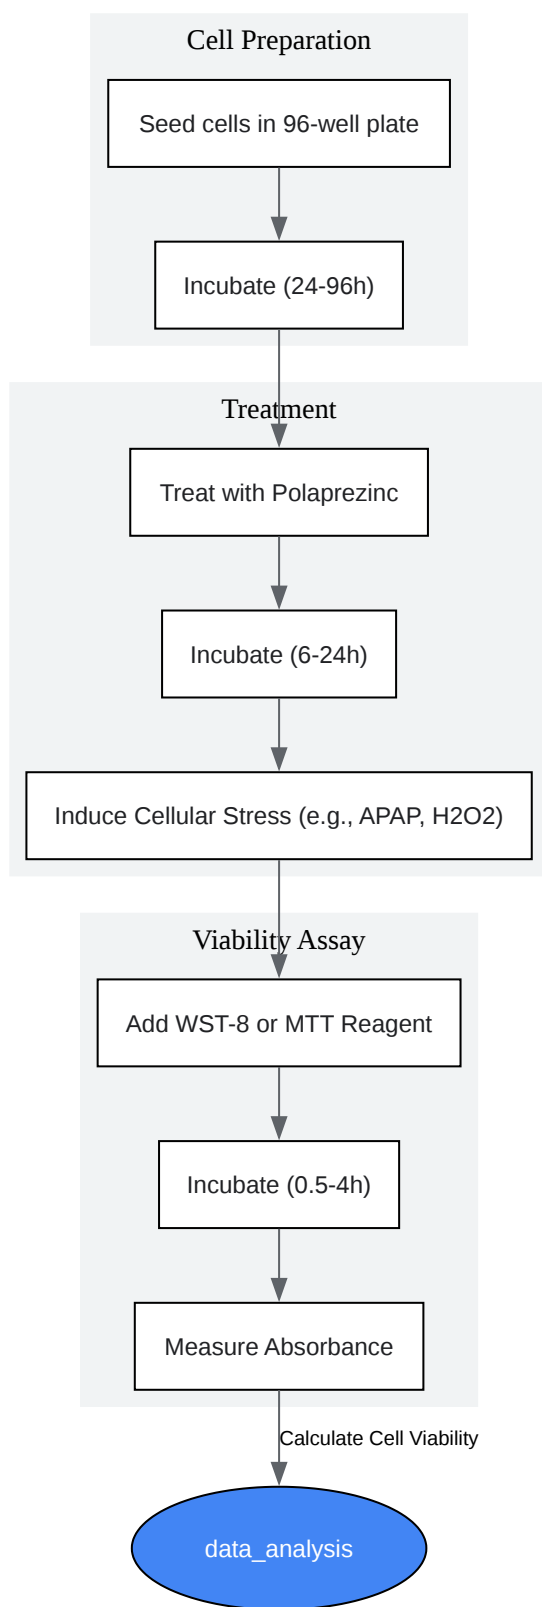 Cell Preparation
Seed cells in 96-well plate
Incubate (24-96h)
Treatment
Treat with Polaprezinc
Incubate (6-24h)
Induce Cellular Stress (e.g., APAP, H2O2)
Viability Assay
Add WST-8 or MTT Reagent
Incubate (0.5-4h)
Measure Absorbance
Calculate Cell Viability
data_analysis